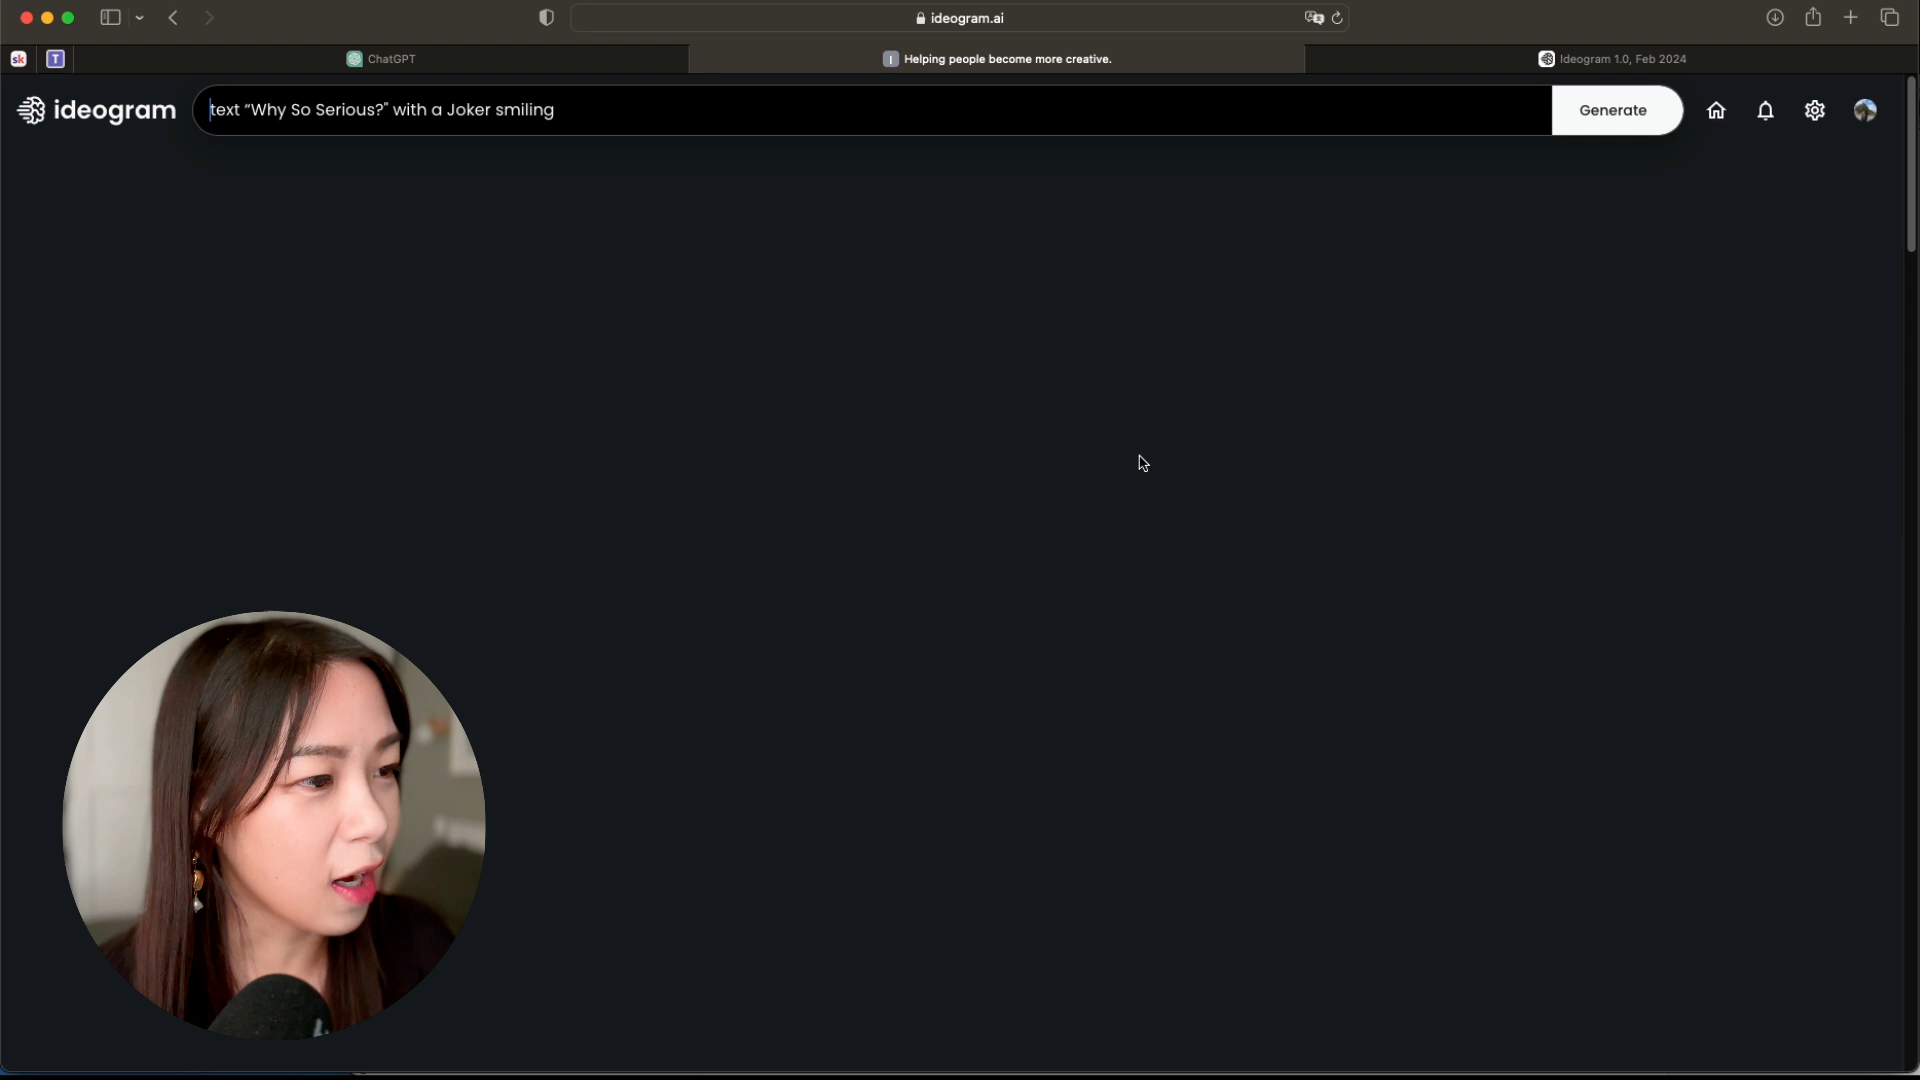 ideogram.ai
sk
T
ChatGPT
I
Helping people become more creative.
Ideogram 1.0, Feb 2024
ideogram
text “Why So Serious?" with a Joker smiling
Generate